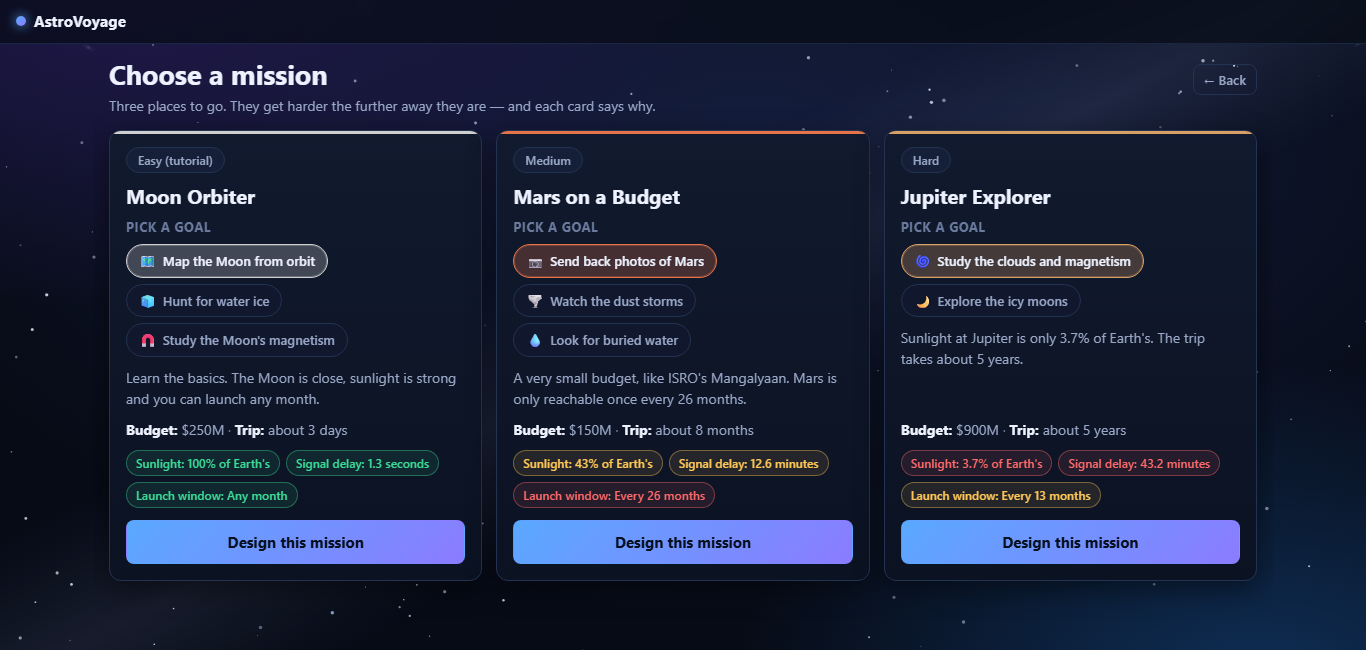 AstroVoyage
Choose a mission
← Back
Three places to go. They get harder the further away they are — and each card says why.
Easy (tutorial)
Moon Orbiter
PICK A GOAL
Map the Moon from orbit
Hunt for water ice
Study the Moon's magnetism
Learn the basics. The Moon is close, sunlight is strong
and you can launch any month.
Budget: $250M · Trip: about 3 days
Sunlight: 100% of Earth's
Signal delay: 1.3 seconds
Launch window: Any month
Design this mission
Medium
Mars on a Budget
PICK A GOAL
Send back photos of Mars
Watch the dust storms
Look for buried water
A very small budget, like ISRO's Mangalyaan. Mars is
only reachable once every 26 months.
Budget: $150M · Trip: about 8 months
Sunlight: 43% of Earth's
Signal delay: 12.6 minutes
Launch window: Every 26 months
Design this mission
Hard
Jupiter Explorer
PICK A GOAL
Study the clouds and magnetism
Explore the icy moons
Sunlight at Jupiter is only 3.7% of Earth's. The trip
takes about 5 years.
Budget: $900M · Trip: about 5 years
Sunlight: 3.7% of Earth's
Signal delay: 43.2 minutes
Launch window: Every 13 months
Design this mission